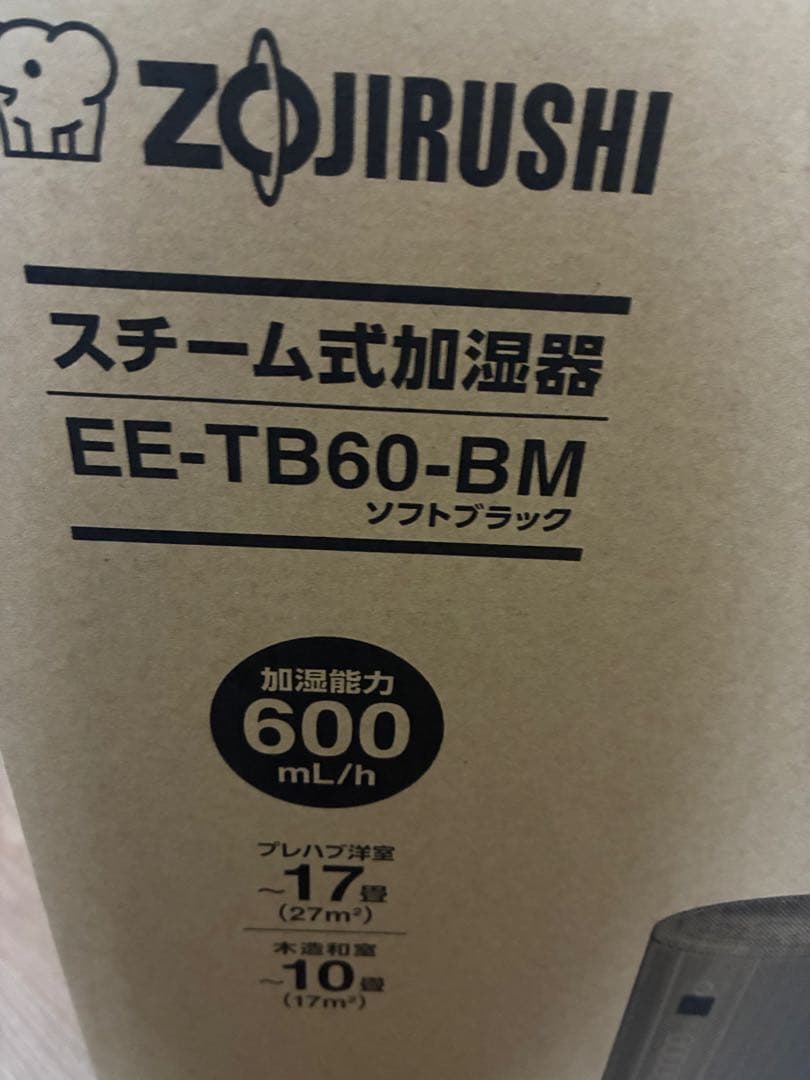 ZOJIRUSHI
スチーム式加湿器
EE-TB60-BM
ソフトブラック
加湿能力
600
mL/h
プレハブ洋室
～17畳
(27m²)
木造和室
～10畳
(17m²)